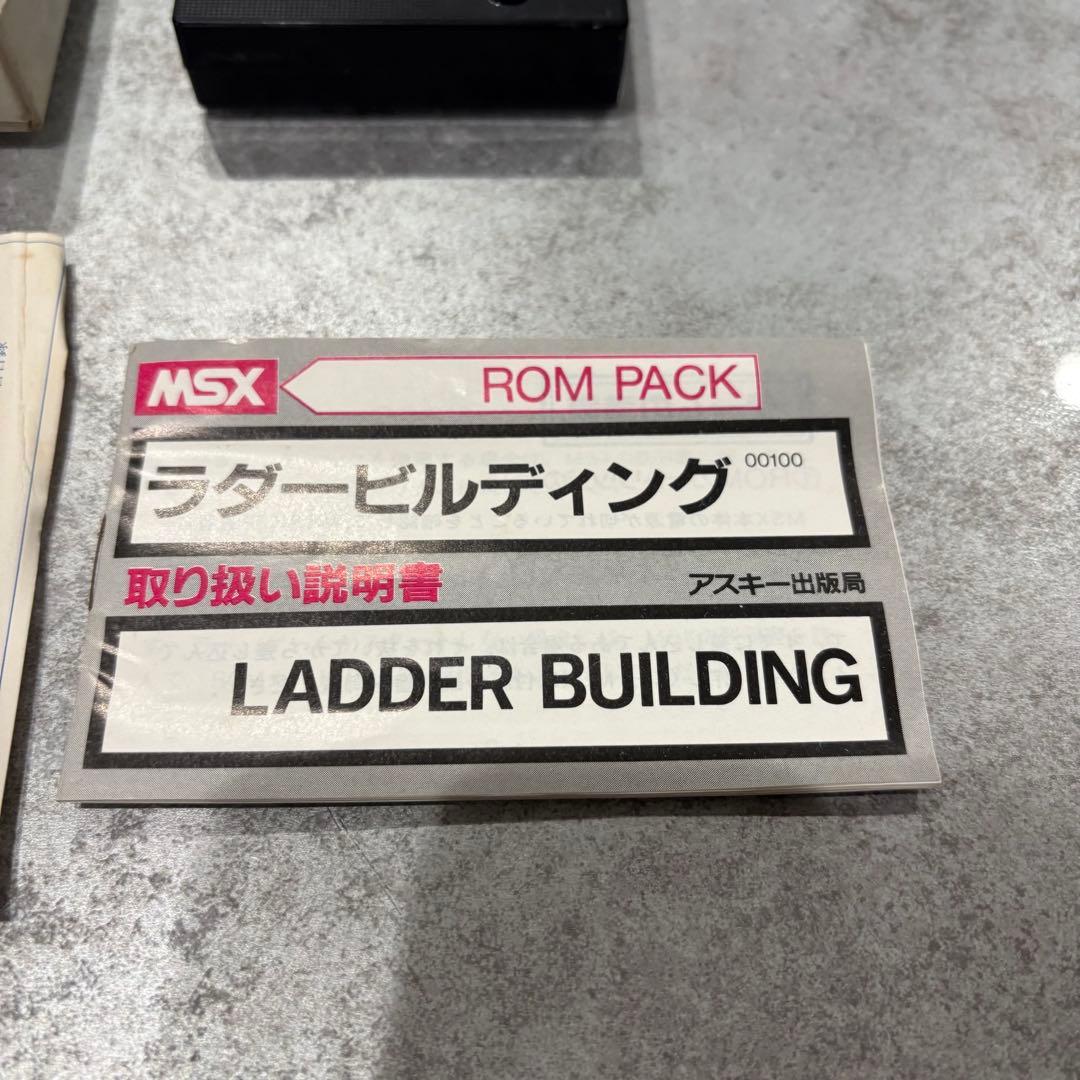 MSX ROM PACK
ラダービルディング 00100
取り扱い説明書 アスキー出版局
LADDER BUILDING